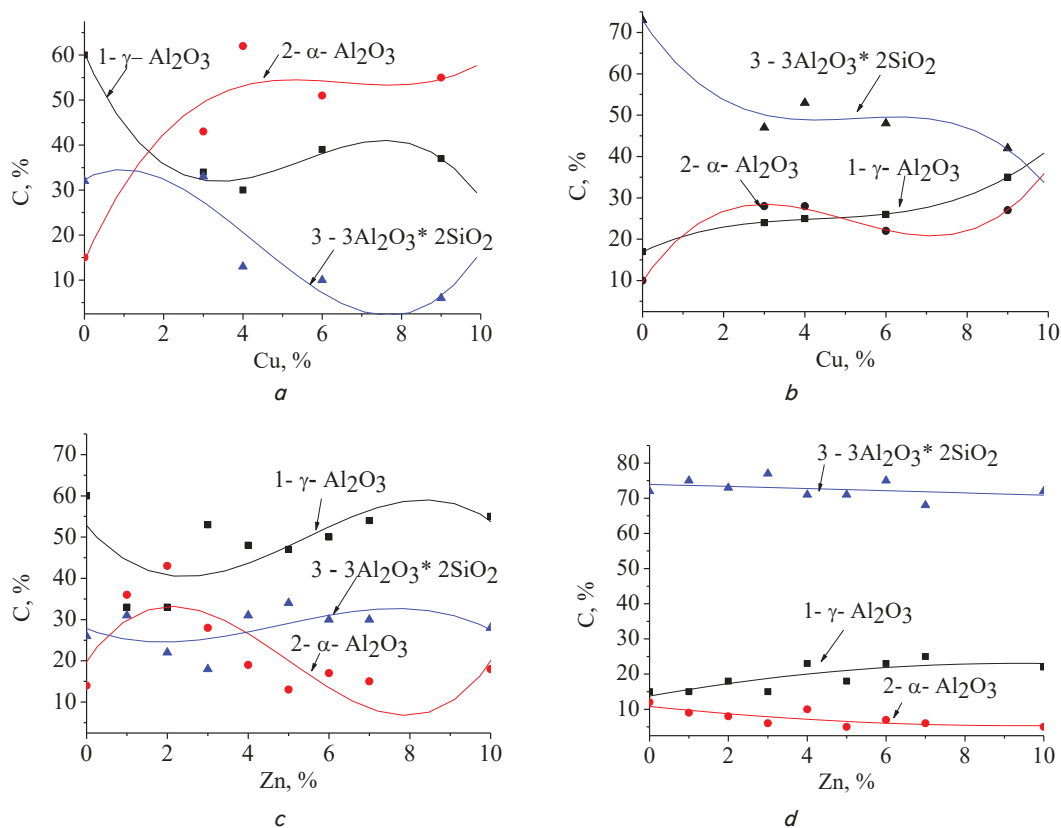 C, %
60
50
40
30
20
10
0
2
4
6
8
10
Cu, %
1- γ- Al2O3
2- α- Al2O3
3 - 3Al2O3* 2SiO2
a
C, %
70
60
50
40
30
20
10
0
2
4
6
8
10
Cu, %
3 - 3Al2O3* 2SiO2
2- α- Al2O3
1- γ- Al2O3
b
C, %
70
60
50
40
30
20
10
0
2
4
6
8
10
Zn, %
1- γ- Al2O3
3 - 3Al2O3* 2SiO2
2- α- Al2O3
c
C, %
80
70
60
50
40
30
20
10
0
2
4
6
8
10
Zn, %
3 - 3Al2O3* 2SiO2
1- γ- Al2O3
2- α- Al2O3
d